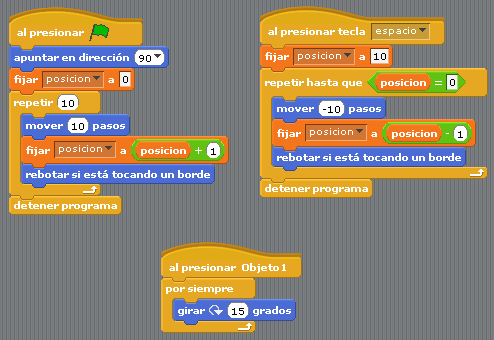 al presionar
apuntar en dirección 90
fijar posicion a 0
repetir 10
mover 10 pasos
fijar posicion a posicion + 1
rebotar si está tocando un borde
detener programa
al presionar tecla espacio
fijar posicion a 10
repetir hasta que posicion = 0
mover -10 pasos
fijar posicion a posicion - 1
rebotar si está tocando un borde
detener programa
al presionar Objeto1
por siempre
girar 15 grados